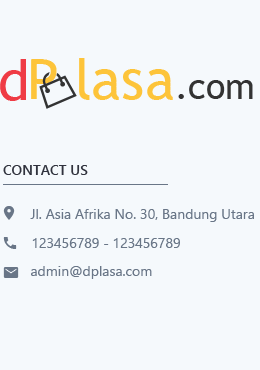 dPlasa.com
CONTACT US
Jl. Asia Afrika No. 30, Bandung Utara
123456789 - 123456789
admin@dplasa.com